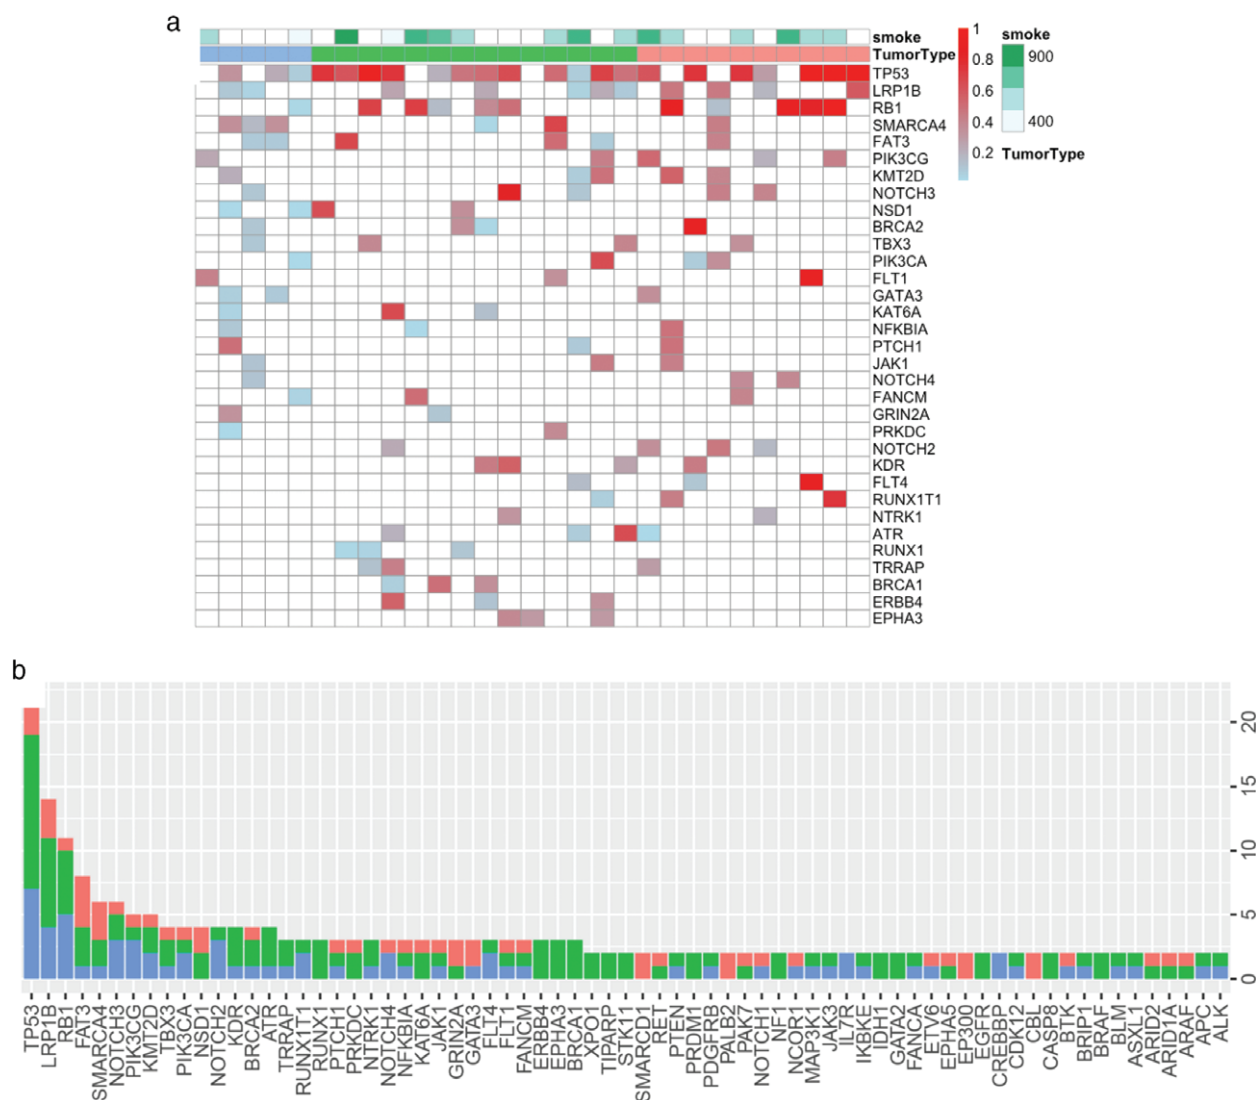 a
smoke
TumorType
TP53
LRP1B
RB1
SMARCA4
FAT3
PIK3CG
KMT2D
NOTCH3
NSD1
BRCA2
TBX3
PIK3CA
FLT1
GATA3
KAT6A
NFKBIA
PTCH1
JAK1
NOTCH4
FANCM
GRIN2A
PRKDC
NOTCH2
KDR
FLT4
RUNX1T1
NTRK1
ATR
RUNX1
TRRAP
BRCA1
ERBB4
EPHA3
1
0.8
0.6
0.4
0.2
smoke
900
400
TumorType
b
20
15
10
5
0
TP53
LRP1B
RB1
FAT3
SMARCA4
NOTCH3
PIK3CG
KMT2D
TBX3
PIK3CA
NSD1
NOTCH2
KDR
BRCA2
ATR
TRRAP
RUNX1T1
RUNX1
PTCH1
PRKDC
NTRK1
NOTCH4
NFKBIA
KAT6A
JAK1
GRIN2A
GATA3
FLT4
FLT1
FANCM
ERBB4
EPHA3
BRCA1
XPO1
TIPARP
STK11
SMARCD1
RET
PTEN
PRDM1
PDGFRB
PALB2
PAK7
NOTCH1
NF1
NCOR1
MAP3K1
JAK3
IL7R
IKBKE
IDH1
GATA2
FANCA
ETV6
EPHA5
EP300
EGFR
CREBBP
CDK12
CBL
CASP8
BTK
BRIP1
BRAF
BLM
ASXL1
ARID2
ARID1A
ARAF
APC
ALK